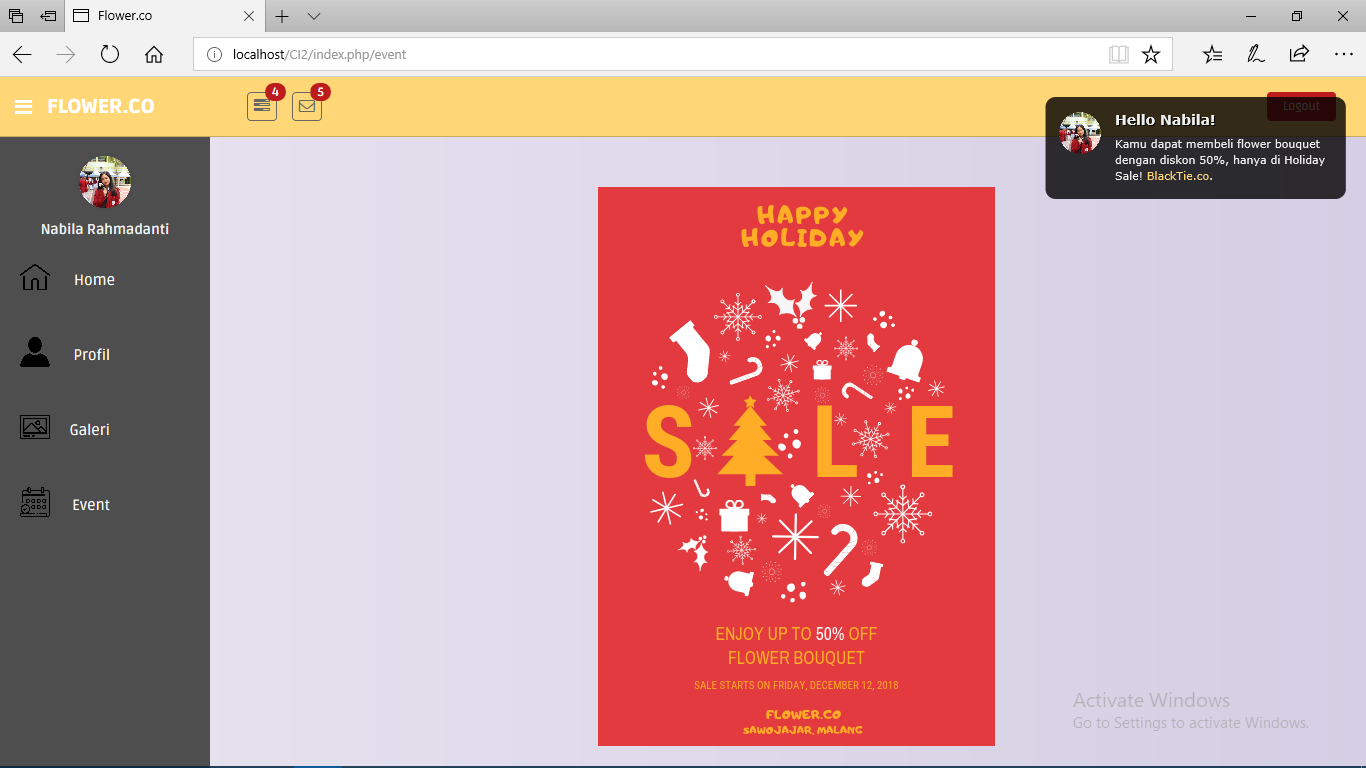 Flower.co
localhost/CI2/index.php/event
FLOWER.CO
4
5
Logout
Hello Nabila!
Kamu dapat membeli flower bouquet
dengan diskon 50%, hanya di Holiday
Sale! BlackTie.co.
Nabila Rahmadanti
Home
Profil
Galeri
Event
HAPPY
HOLIDAY
S LE
ENJOY UP TO 50% OFF
FLOWER BOUQUET
SALE STARTS ON FRIDAY, DECEMBER 12, 2018
FLOWER.CO
SAWOJAJAR, MALANG
Activate Windows
Go to Settings to activate Windows.